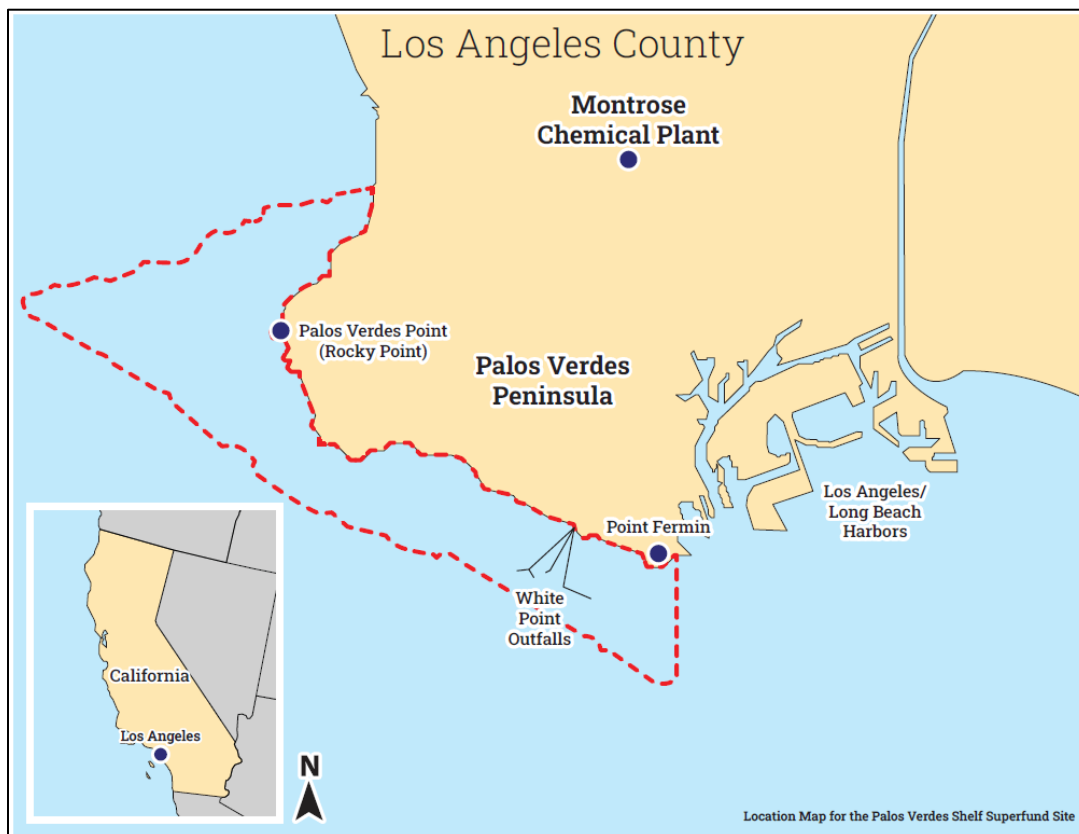 Los Angeles County
Montrose
Chemical Plant
Palos Verdes Point
(Rocky Point)
Palos Verdes
Peninsula
Los Angeles/
Long Beach
Harbors
Point Fermin
White
Point
Outfalls
California
Los Angeles
N
Location Map for the Palos Verdes Shelf Superfund Site